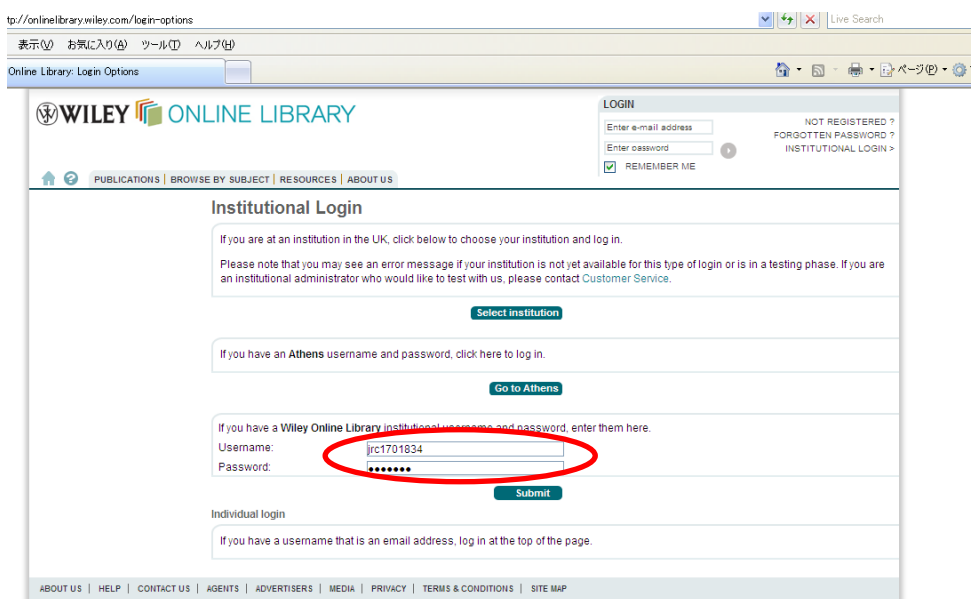 tp://onlinelibrary.wiley.com/login-options
Live Search
表示(V) お気に入り(A) ツール(T) ヘルプ(H)
Online Library: Login Options
ページ(P)
WILEY ONLINE LIBRARY
LOGIN
Enter e-mail address
NOT REGISTERED ?
FORGOTTEN PASSWORD ?
Enter password
INSTITUTIONAL LOGIN >
REMEMBER ME
PUBLICATIONS | BROWSE BY SUBJECT | RESOURCES | ABOUT US
Institutional Login
If you are at an institution in the UK, click below to choose your institution and log in.
Please note that you may see an error message if your institution is not yet available for this type of login or is in a testing phase. If you are
an institutional administrator who would like to test with us, please contact Customer Service.
Select institution
If you have an Athens username and password, click here to log in.
Go to Athens
If you have a Wiley Online Library institutional username and password, enter them here.
Username: jrc1701834
Password: •••••••
Submit
Individual login
If you have a username that is an email address, log in at the top of the page.
ABOUT US | HELP | CONTACT US | AGENTS | ADVERTISERS | MEDIA | PRIVACY | TERMS & CONDITIONS | SITE MAP